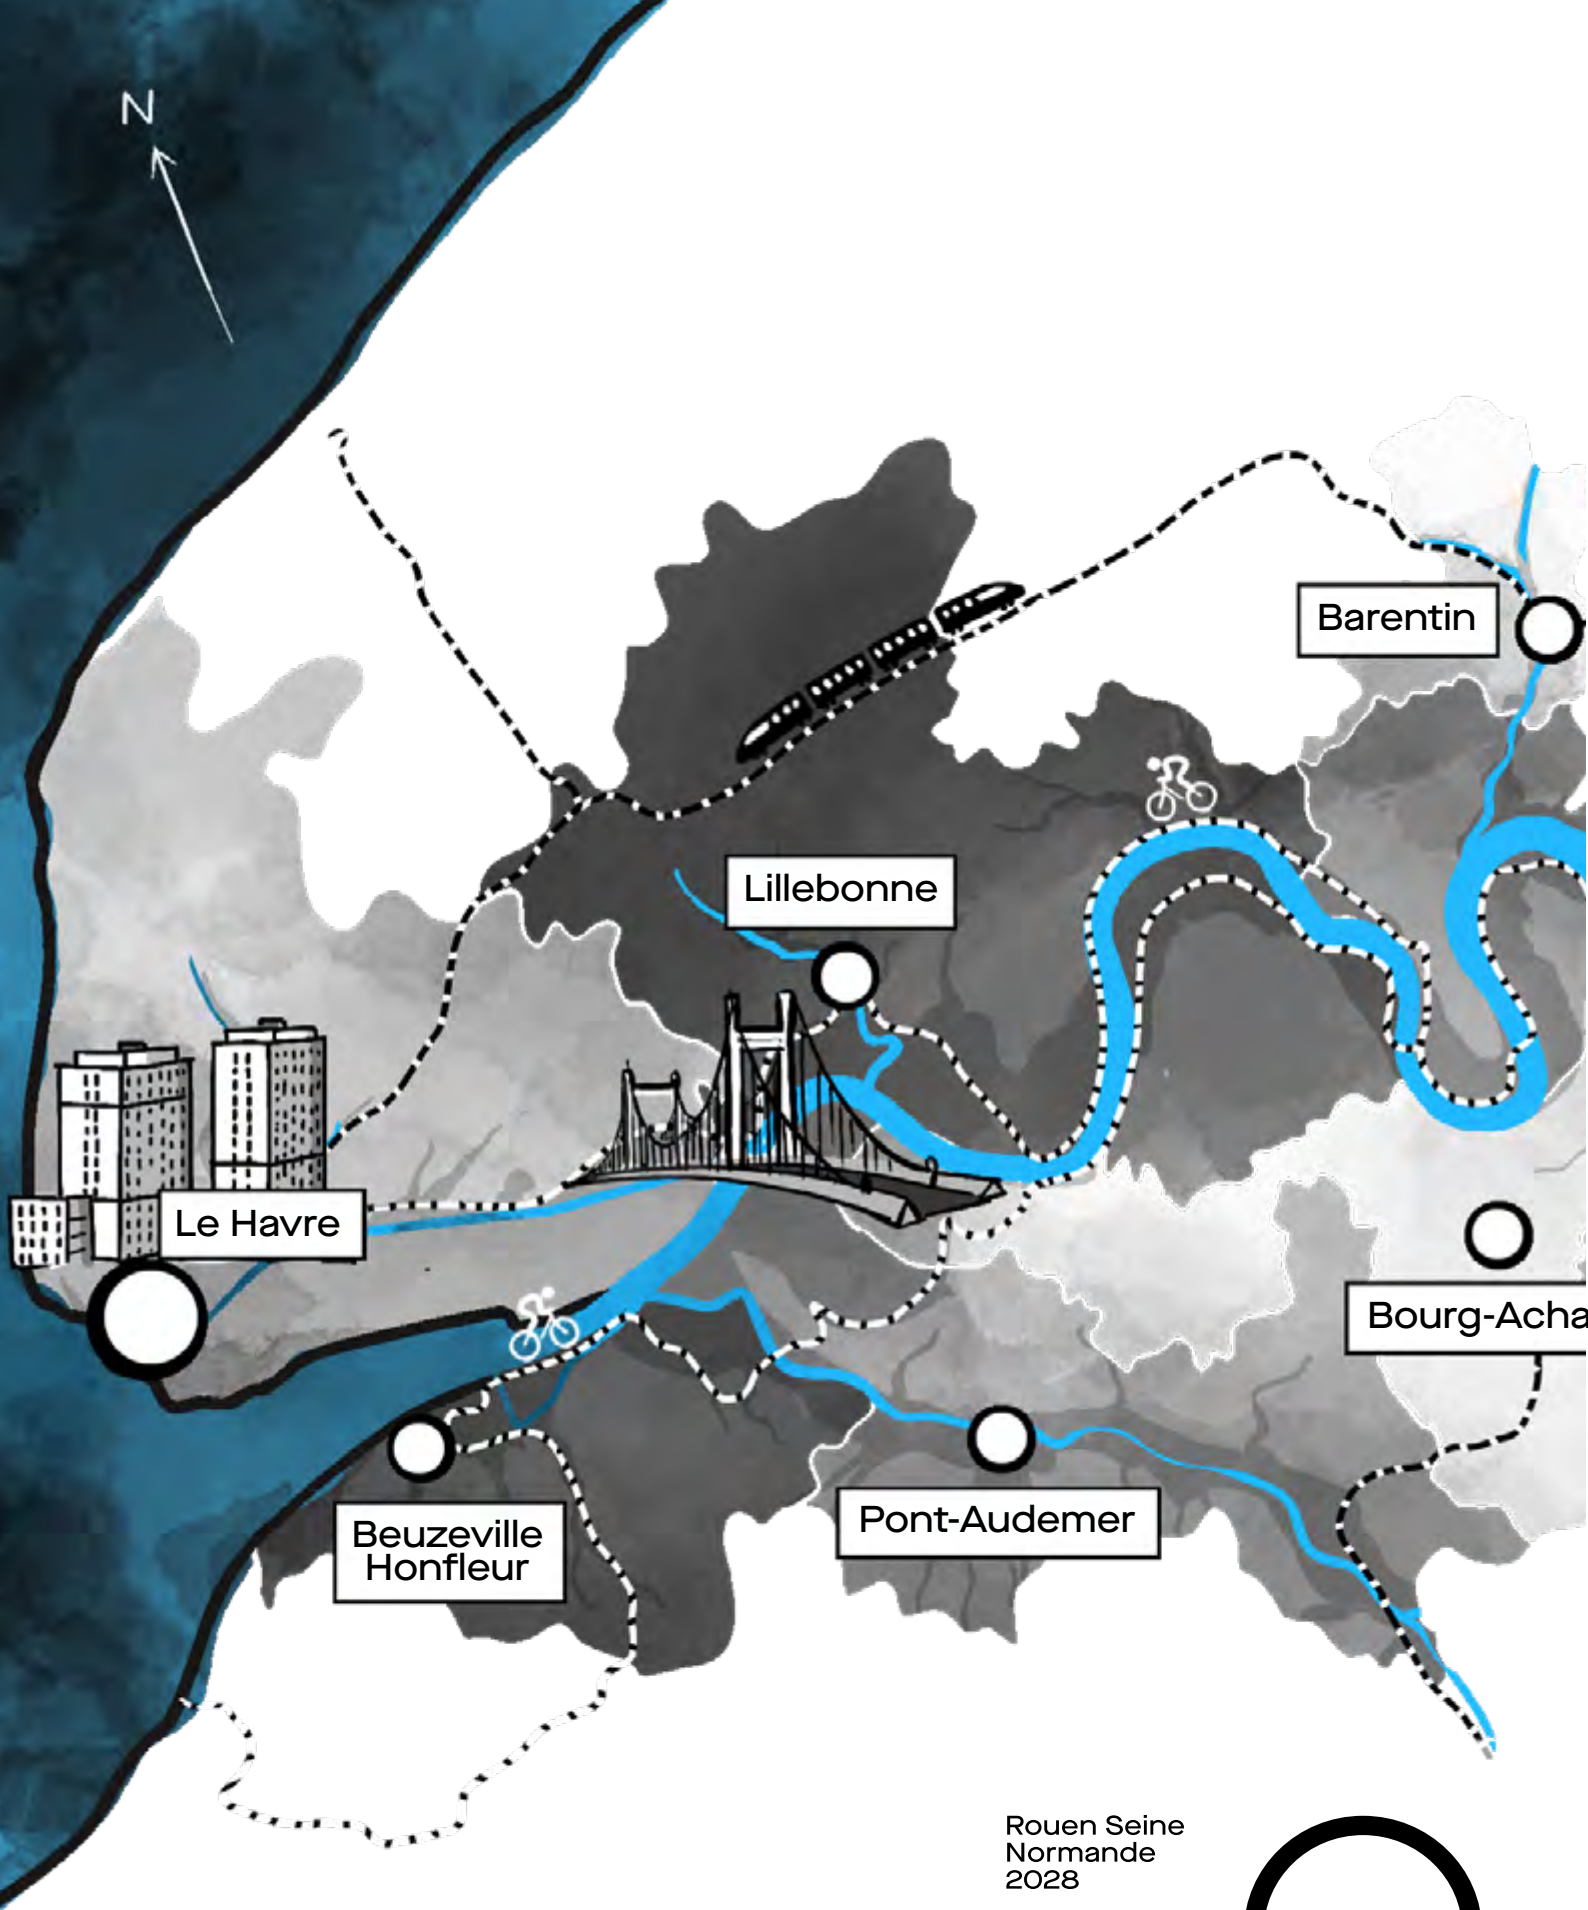 N
Barentin
Lillebonne
Le Havre
Bourg-Acha
Beuzeville
Honfleur
Pont-Audemer
Rouen Seine
Normande
2028